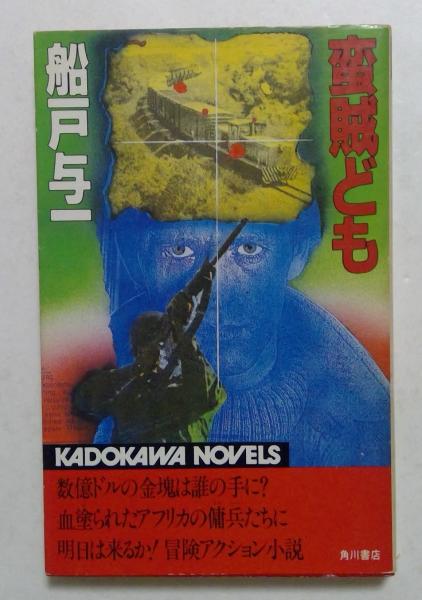 蛮賊ども
船戸与一
KADOKAWA NOVELS
数億ドルの金塊は誰の手に?
血塗られたアフリカの傭兵たちに
明日は来るか! 冒険アクション小説
角川書店